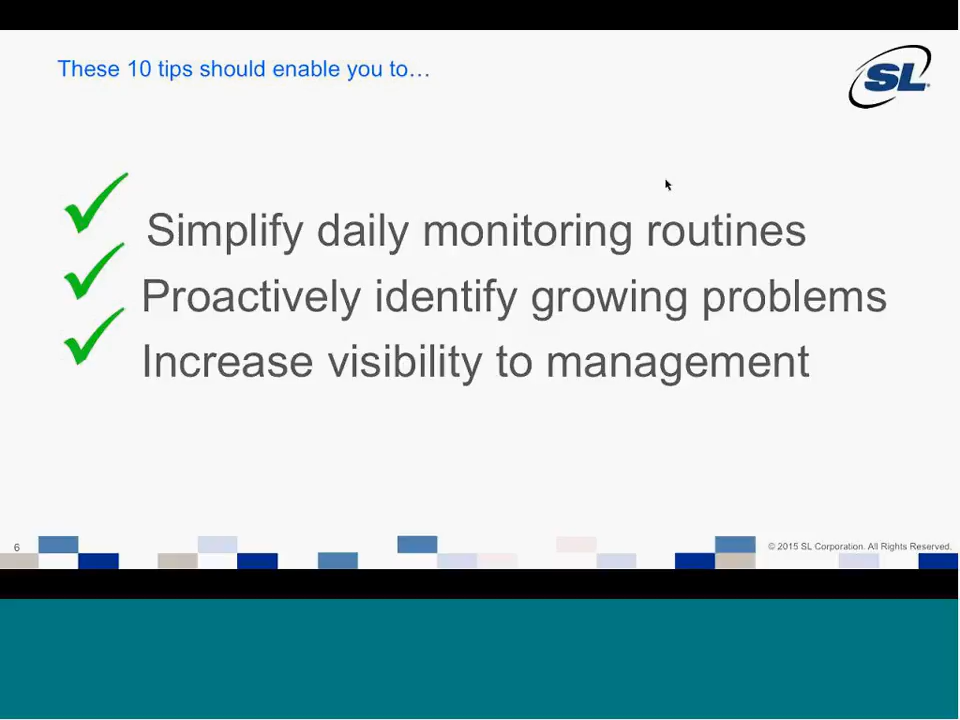 These 10 tips should enable you to…
SL
Simplify daily monitoring routines
Proactively identify growing problems
Increase visibility to management
6
© 2015 SL Corporation. All Rights Reserved.